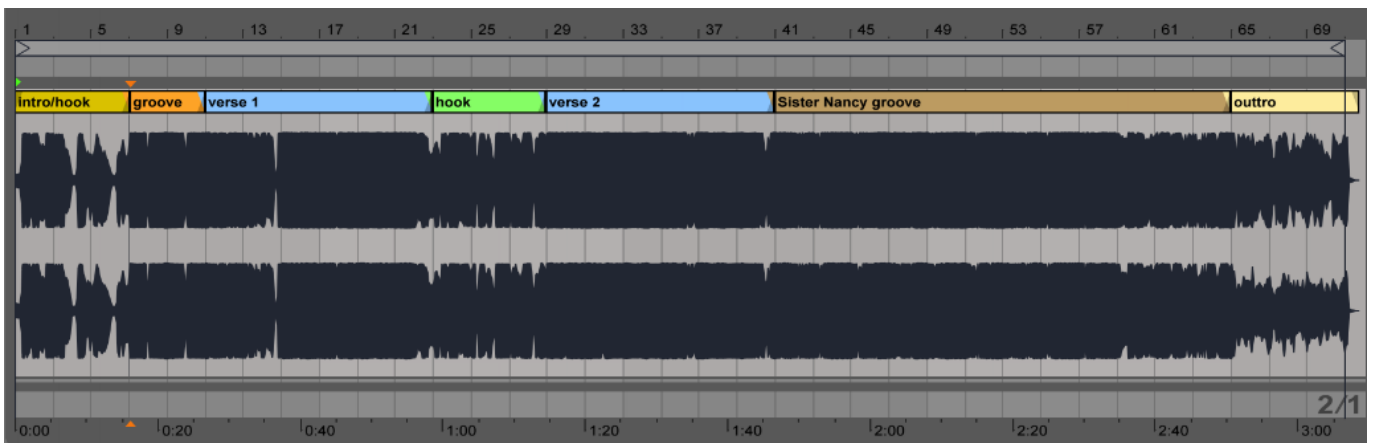 1 5 9 13 17 21 25 29 33 37 41 45 49 53 57 61 65 69
intro/hook groove verse 1 hook verse 2 Sister Nancy groove outtro
2/1
0:00 0:20 0:40 1:00 1:20 1:40 2:00 2:20 2:40 3:00